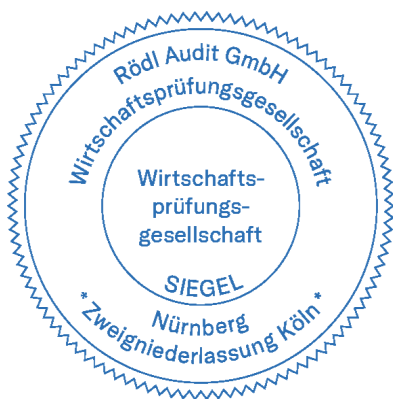 Rödl Audit GmbH
Wirtschaftsprüfungsgesellschaft
Wirtschafts-
prüfungs-
gesellschaft
SIEGEL
Nürnberg
* Zweigniederlassung Köln *